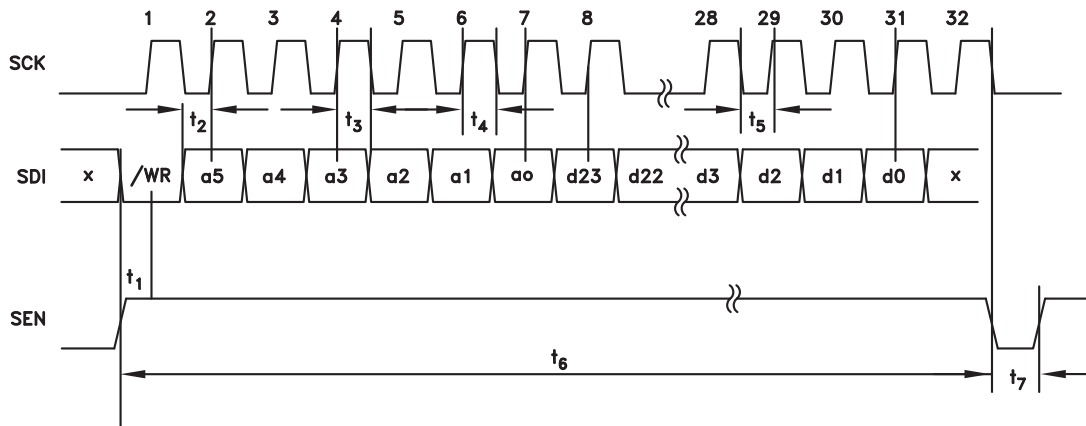 1 2 3 4 5 6 7 8 28 29 30 31 32
SCK
t2 t3 t4 t5
SDI x /WR a5 a4 a3 a2 a1 ao d23 d22 d3 d2 d1 d0 x
t1
SEN
t6
t7